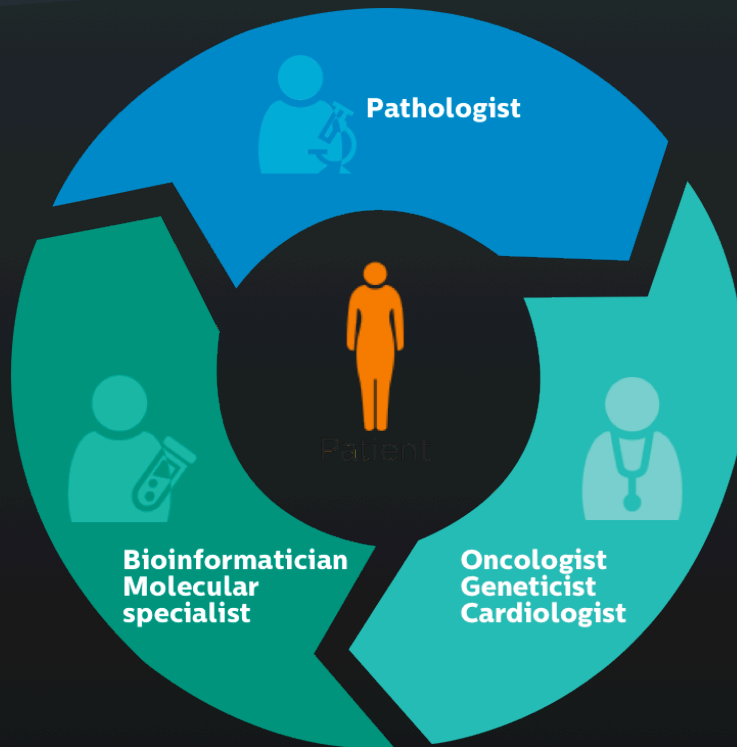 Pathologist
Patient
Bioinformatician
Molecular
specialist
Oncologist
Geneticist
Cardiologist